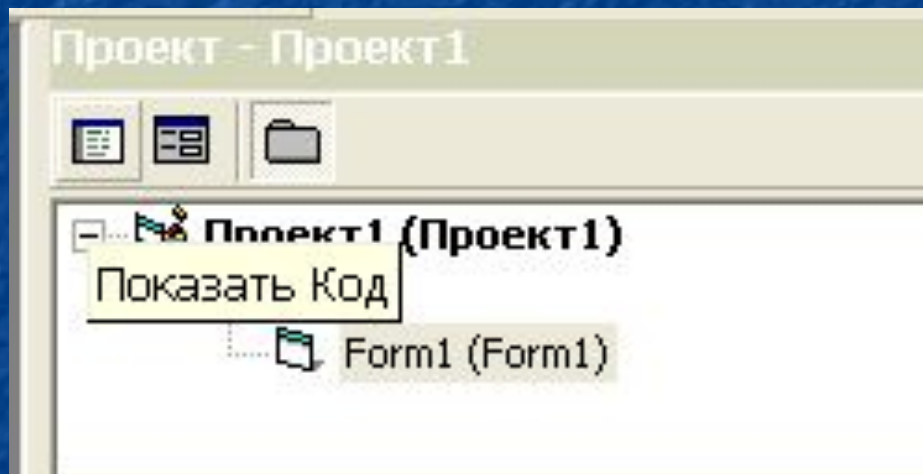 Проект - Проект1
Проект1 (Проект1)
Показать Код
Form1 (Form1)